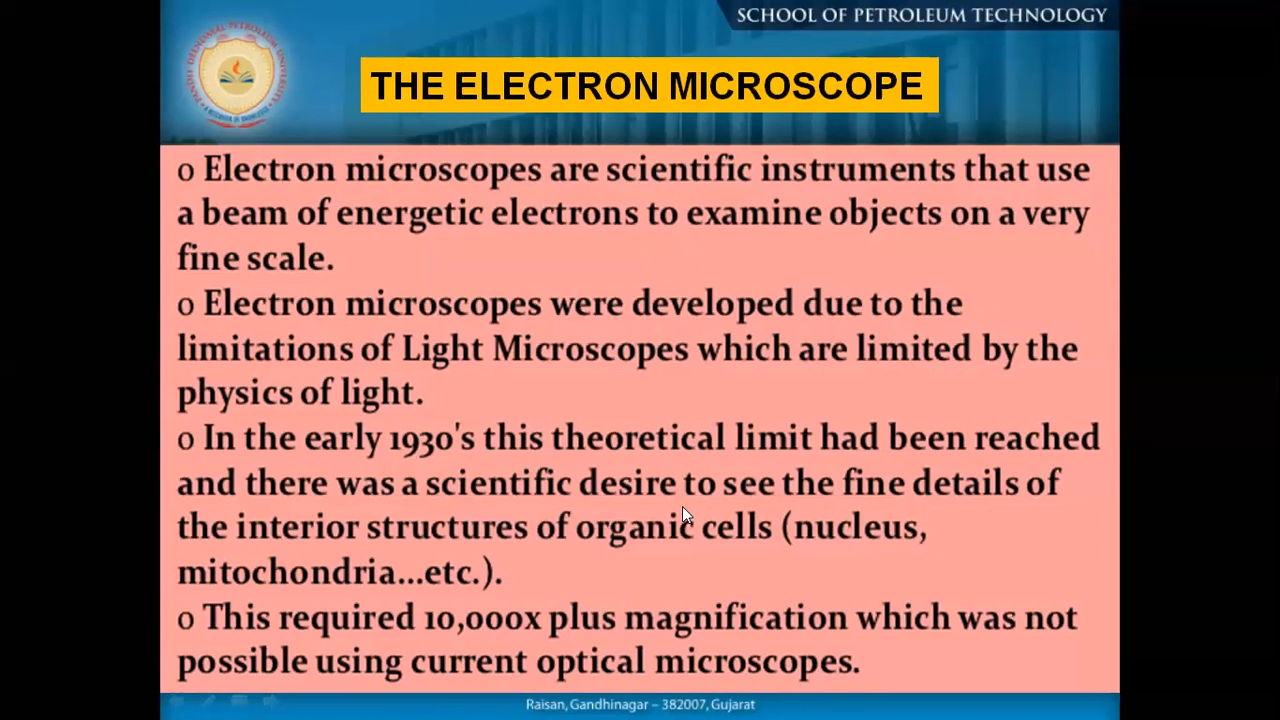 SCHOOL OF PETROLEUM TECHNOLOGY
THE ELECTRON MICROSCOPE
o Electron microscopes are scientific instruments that use
a beam of energetic electrons to examine objects on a very
fine scale.
o Electron microscopes were developed due to the
limitations of Light Microscopes which are limited by the
physics of light.
o In the early 1930's this theoretical limit had been reached
and there was a scientific desire to see the fine details of
the interior structures of organic cells (nucleus,
mitochondria...etc.).
o This required 10,000x plus magnification which was not
possible using current optical microscopes.
Raisan, Gandhinagar – 382007, Gujarat